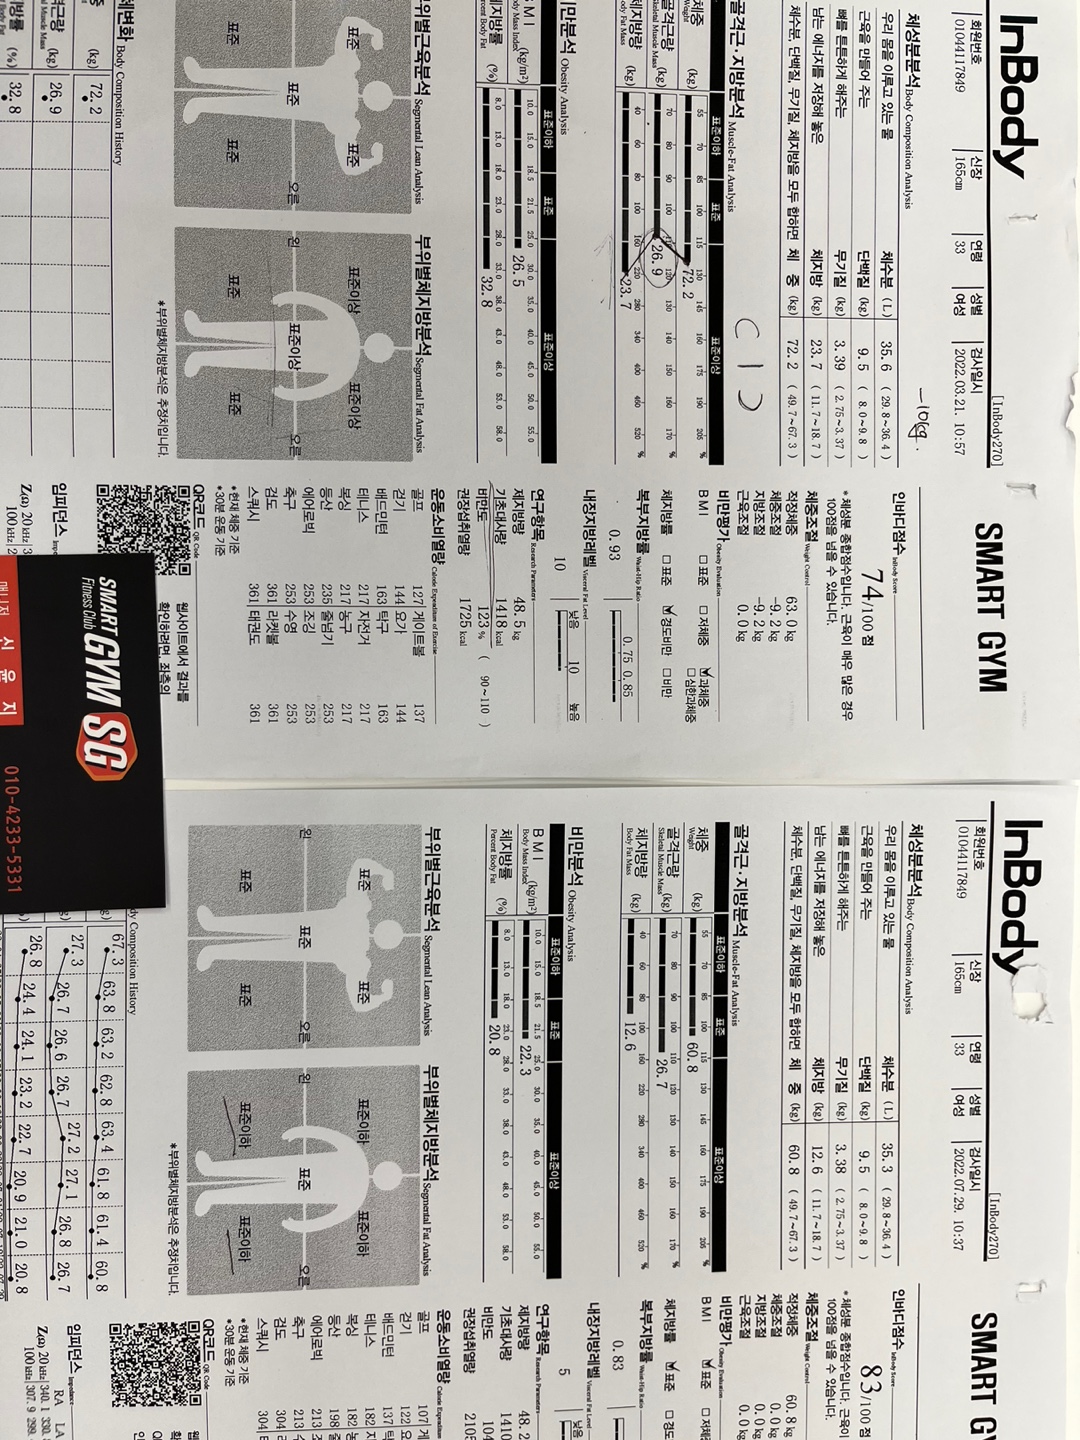 InBody
[InBody270]
SMART GYM
회원번호 신장 연령 성별 검사일시
01044117849 165cm 33 여성 2022.03.21. 10:57
-10kg.
체성분분석 Body Composition Analysis
우리 몸을 이루고 있는 물 체수분 (L) 35.6 ( 29.8~36.4 )
근육을 만들어 주는 단백질 (kg) 9.5 ( 8.0~9.8 )
뼈를 튼튼하게 해주는 무기질 (kg) 3.39 ( 2.75~3.37 )
남는 에너지를 저장해 놓은 체지방 (kg) 23.7 ( 11.7~18.7 )
체수분, 단백질, 무기질, 체지방을 모두 합하면 체 중 (kg) 72.2 ( 49.7~67.3 )
골격근·지방분석 Muscle-Fat Analysis
표준이하 표준 표준이상
체중 (kg) 55 70 85 100 115 130 145 160 175 190 205 %
Weight 72.2
골격근량 (kg) 70 80 90 100 110 120 130 140 150 160 170 %
Skeletal Muscle Mass 26.9
체지방량 (kg) 40 60 80 100 160 220 280 340 400 460 520 %
Body Fat Mass 23.7
비만분석 Obesity Analysis
표준이하 표준 표준이상
BMI (kg/m²) 10.0 15.0 18.5 21.5 25.0 30.0 35.0 40.0 45.0 50.0 55.0
Body Mass Index 26.5
체지방률 (%) 8.0 13.0 18.0 23.0 28.0 33.0 38.0 43.0 48.0 53.0 58.0
Percent Body Fat 32.8
부위별근육분석 Segmental Lean Analysis
표준 표준
표준
표준 표준
부위별체지방분석 Segmental Fat Analysis
표준이상 표준이상
왼 표준이상 오른
표준 표준
오른
*부위별체지방분석은 추정치입니다.
체변화 Body Composition History
중 (kg) 72.2
격근량 (kg) 26.9
Muscle Mass
지방률 (%) 32.8
인바디점수 InBody Score
74/100 점
* 체성분 종합점수입니다. 근육이 매우 많은 경우
100점을 넘을 수 있습니다.
체중조절 Weight Control
적정체중 63.0 kg
체중조절 -9.2 kg
지방조절 -9.2 kg
근육조절 0.0 kg
비만평가 Obesity Evaluation
BMI □표준 □저체중 ☑과체중
□심한과체중
체지방률 □표준 ☑경도비만 □비만
복부지방률 Waist-Hip Ratio
0.93 0.75 0.85
내장지방레벨 Visceral Fat Level
10 낮음 10 높음
연구항목 Research Parameters
제지방량 48.5 kg
기초대사량 1418 kcal
비만도 123 % ( 90~110 )
권장섭취열량 1725 kcal
운동소비열량 Calorie Expenditure of Exercise
골프 127 게이트볼 137
걷기 144 요가 144
배드민턴 163 탁구 163
테니스 217 자전거 217
복싱 217 농구 217
등산 235 줄넘기 253
에어로빅 253 조깅 253
축구 253 수영 253
검도 361 라켓볼 361
스쿼시 361 태권도 361
*현재 체중 기준
*30분 운동 기준
QR코드 QR Code
웹사이트에서 결과를
확인하려면, 좌측의
임피던스
Z(Ω) 20 kHz
100 kHz
InBody
[InBody270]
SMART GY
회원번호 신장 연령 성별 검사일시
01044117849 165cm 33 여성 2022.07.29. 10:37
체성분분석 Body Composition Analysis
우리 몸을 이루고 있는 물 체수분 (L) 35.3 ( 29.8~36.4 )
근육을 만들어 주는 단백질 (kg) 9.5 ( 8.0~9.8 )
뼈를 튼튼하게 해주는 무기질 (kg) 3.38 ( 2.75~3.37 )
남는 에너지를 저장해 놓은 체지방 (kg) 12.6 ( 11.7~18.7 )
체수분, 단백질, 무기질, 체지방을 모두 합하면 체 중 (kg) 60.8 ( 49.7~67.3 )
골격근·지방분석 Muscle-Fat Analysis
표준이하 표준 표준이상
체중 (kg) 55 70 85 100 115 130 145 160 175 190 205 %
Weight 60.8
골격근량 (kg) 70 80 90 100 110 120 130 140 150 160 170 %
Skeletal Muscle Mass 26.7
체지방량 (kg) 40 60 80 100 160 220 280 340 400 460 520 %
Body Fat Mass 12.6
비만분석 Obesity Analysis
표준이하 표준 표준이상
BMI (kg/m²) 10.0 15.0 18.5 21.5 25.0 30.0 35.0 40.0 45.0 50.0 55.0
Body Mass Index 22.3
체지방률 (%) 8.0 13.0 18.0 23.0 28.0 33.0 38.0 43.0 48.0 53.0 58.0
Percent Body Fat 20.8
부위별근육분석 Segmental Lean Analysis
표준 표준
왼 표준 오른
표준 표준
부위별체지방분석 Segmental Fat Analysis
표준이하 표준이하
왼 표준 오른
표준이하 표준이하
*부위별체지방분석은 추정치입니다.
dy Composition History
67.3 63.8 63.2 62.8 63.4 61.8 61.4 60.8
27.3 26.7 26.6 26.7 27.2 27.1 26.8 26.7
26.8 24.4 24.1 23.2 22.7 20.9 21.0 20.8
인바디점수 InBody Score
83/100 점
* 체성분 종합점수입니다. 근육이
100점을 넘을 수 있습니다.
체중조절 Weight Control
적정체중 60.8 kg
체중조절 0.0 kg
지방조절 0.0 kg
근육조절 0.0 kg
비만평가 Obesity Evaluation
BMI ☑표준 □저체
체지방률 ☑표준 □경도
복부지방률 Waist-Hip Ratio
0.83
내장지방레벨 Visceral Fat Level
5 낮음
연구항목 Research Parameters
제지방량 48.2
기초대사량 1410
비만도 104
권장섭취열량 2105
운동소비열량 Calorie Expenditure
골프 107 게
걷기 122 요
배드민턴 137 탁
테니스 182 자
복싱 182 농
등산 198 줄
에어로빅 213 조
축구 213 수
검도 304 라
스쿼시 304 태
*현재 체중 기준
*30분 운동 기준
QR코드 QR Code
웹
확
QR
인
임피던스 Impedance
RA LA
Z(Ω) 20 kHz 340.1 330.
100 kHz 307.9 299.
SMART GYM SG
Fitness Club
매니저 신 윤 지
010-4233-5331